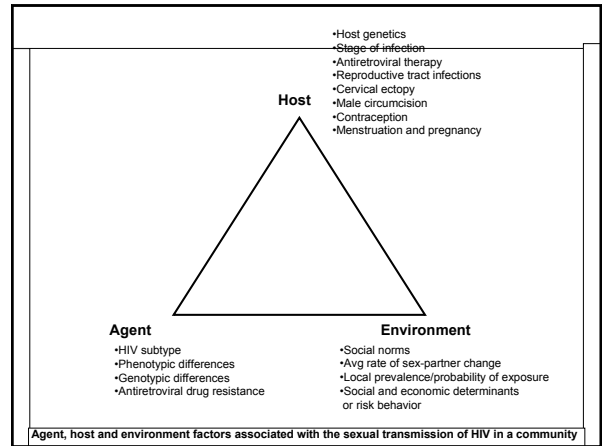 •Host genetics
•Stage of infection
•Antiretroviral therapy
•Reproductive tract infections
•Cervical ectopy
•Male circumcision
•Contraception
•Menstruation and pregnancy
Host
Agent
•HIV subtype
•Phenotypic differences
•Genotypic differences
•Antiretroviral drug resistance
Environment
•Social norms
•Avg rate of sex-partner change
•Local prevalence/probability of exposure
•Social and economic determinants
or risk behavior
Agent, host and environment factors associated with the sexual transmission of HIV in a community